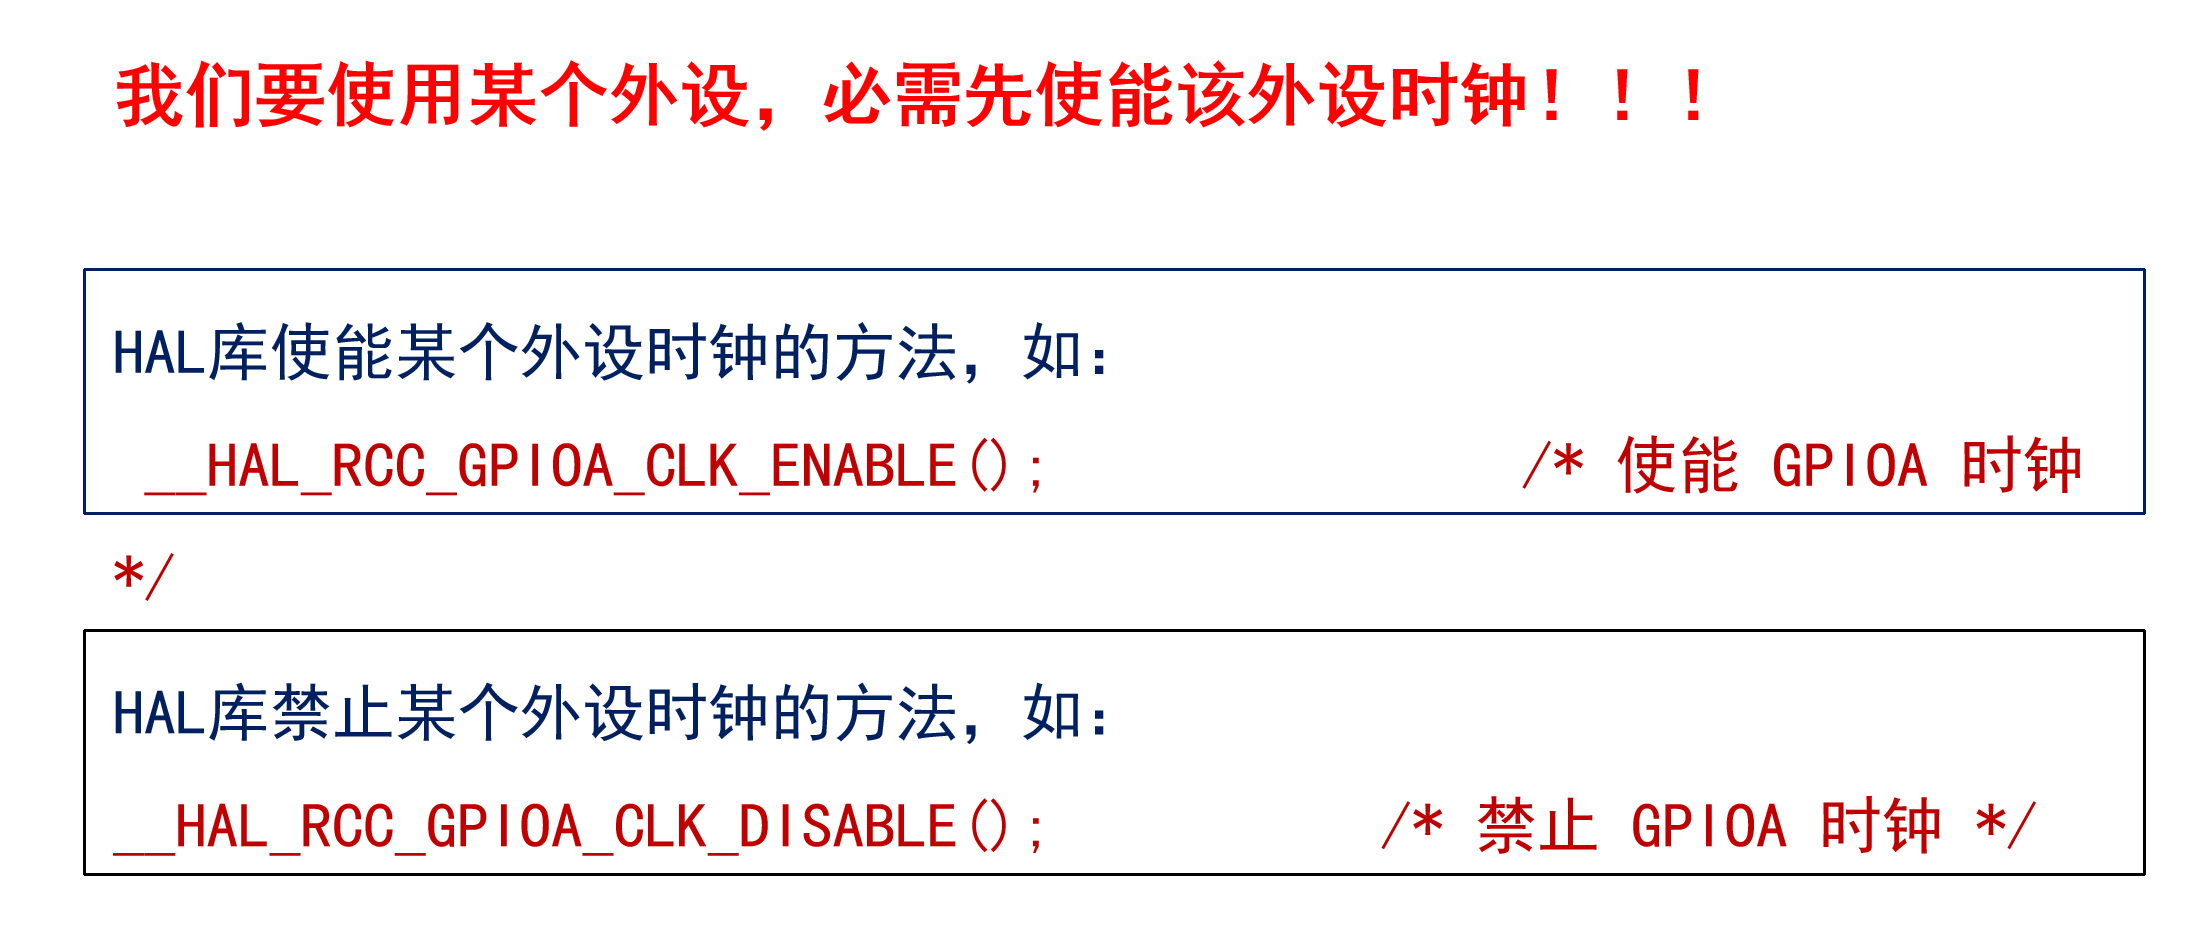 我们要使用某个外设，必需先使能该外设时钟！！！
HAL库使能某个外设时钟的方法，如：
__HAL_RCC_GPIOA_CLK_ENABLE(); /* 使能 GPIOA 时钟
*/
HAL库禁止某个外设时钟的方法，如：
__HAL_RCC_GPIOA_CLK_DISABLE(); /* 禁止 GPIOA 时钟 */